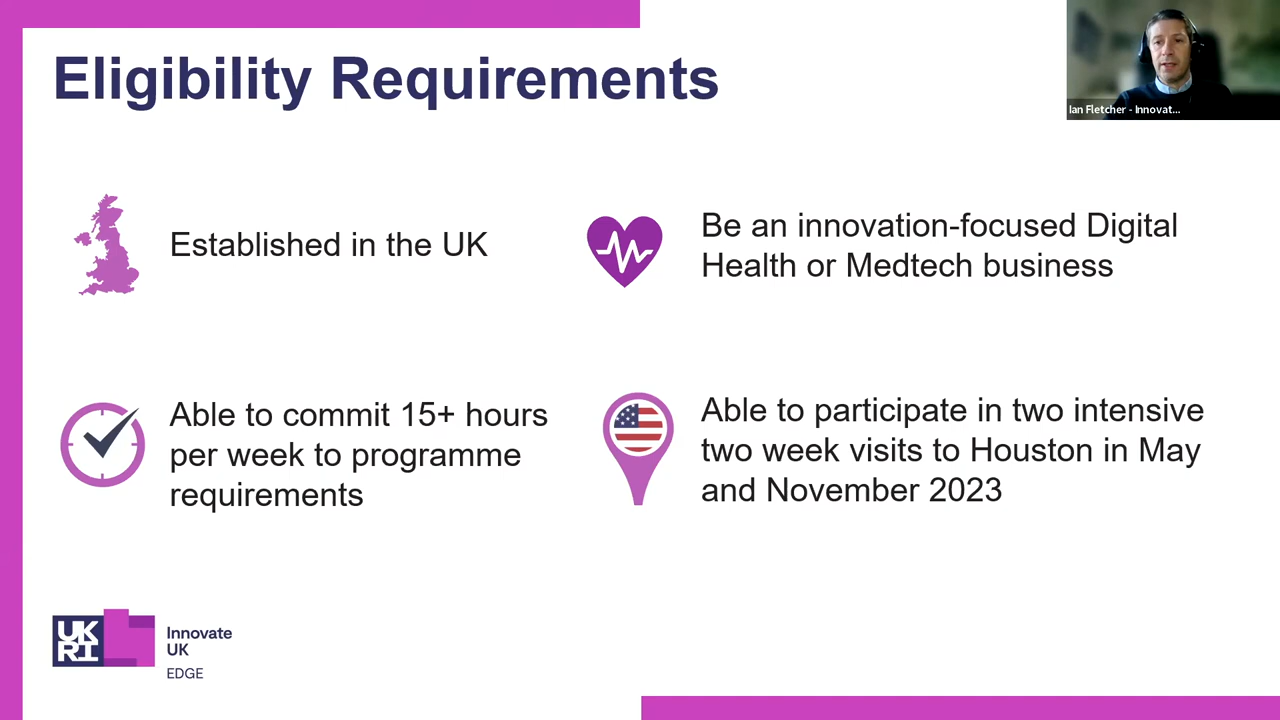 Eligibility Requirements
Ian Fletcher - Innovat...
Established in the UK
Be an innovation-focused Digital
Health or Medtech business
Able to commit 15+ hours
per week to programme
requirements
Able to participate in two intensive
two week visits to Houston in May
and November 2023
UK
RI
Innovate
UK
EDGE